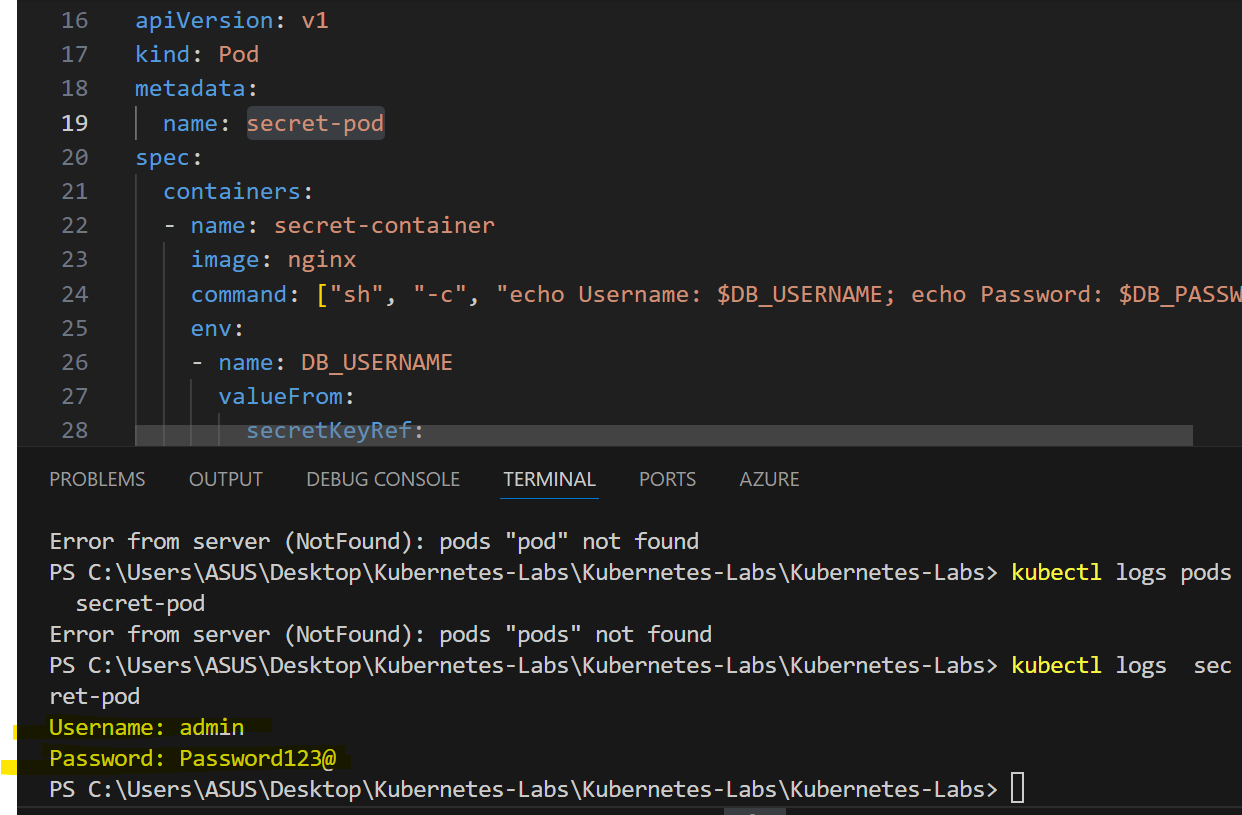 16 apiVersion: v1
17 kind: Pod
18 metadata:
19 name: secret-pod
20 spec:
21 containers:
22 - name: secret-container
23 image: nginx
24 command: ["sh", "-c", "echo Username: $DB_USERNAME; echo Password: $DB_PASSW
25 env:
26 - name: DB_USERNAME
27 valueFrom:
28 secretKeyRef:
PROBLEMS OUTPUT DEBUG CONSOLE TERMINAL PORTS AZURE
Error from server (NotFound): pods "pod" not found
PS C:\Users\ASUS\Desktop\Kubernetes-Labs\Kubernetes-Labs\Kubernetes-Labs> kubectl logs pods
secret-pod
Error from server (NotFound): pods "pods" not found
PS C:\Users\ASUS\Desktop\Kubernetes-Labs\Kubernetes-Labs\Kubernetes-Labs> kubectl logs  sec
ret-pod
Username: admin
Password: Password123@
PS C:\Users\ASUS\Desktop\Kubernetes-Labs\Kubernetes-Labs\Kubernetes-Labs>